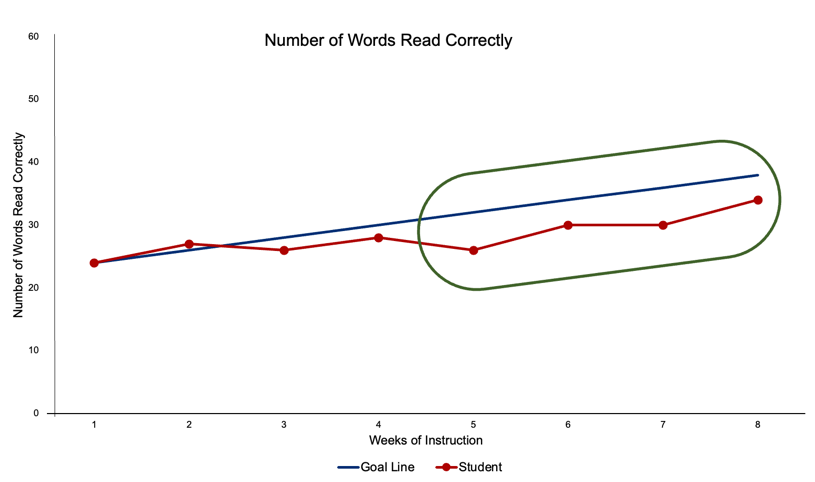 Number of Words Read Correctly
60
50
40
30
20
10
0
Number of Words Read Correctly
1 2 3 4 5 6 7 8
Weeks of Instruction
Goal Line Student